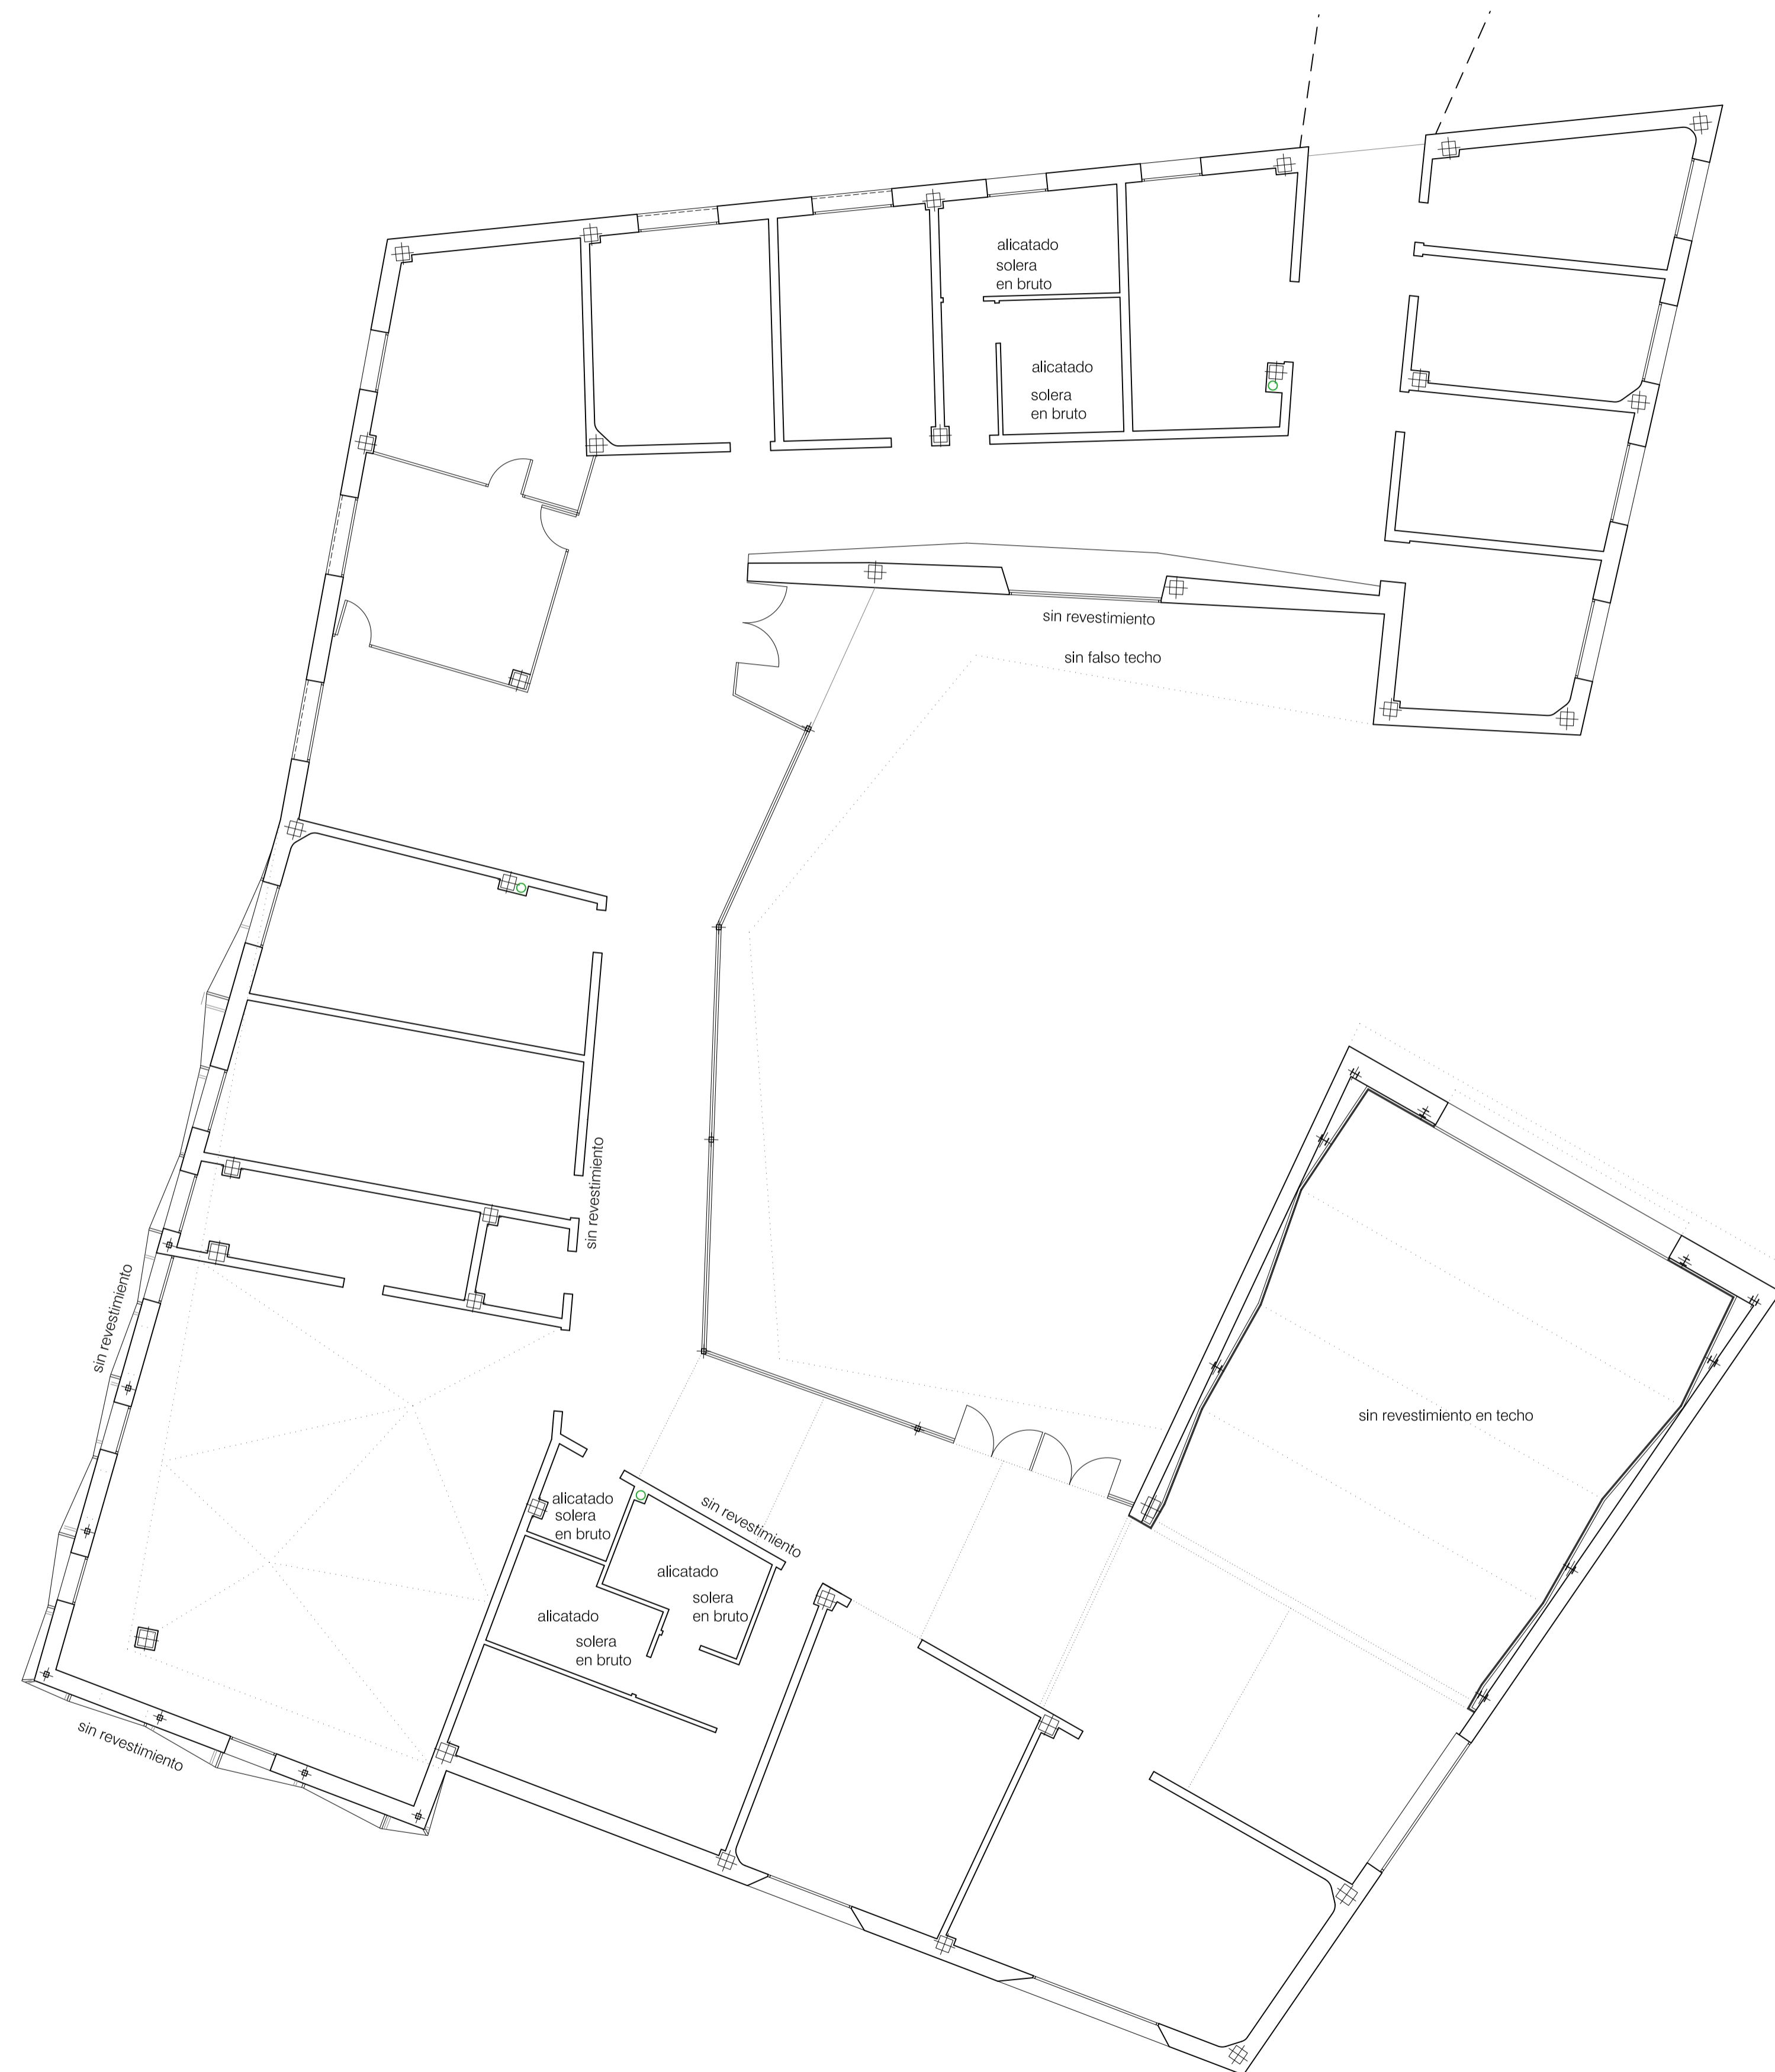 alicatado
solera
en bruto
alicatado
solera
en bruto
sin revestimiento
sin falso techo
sin revestimiento
sin revestimiento
sin revestimiento en techo
alicatado
solera
en bruto
sin revestimiento
alicatado
solera
en bruto
alicatado
solera
en bruto
sin revestimiento